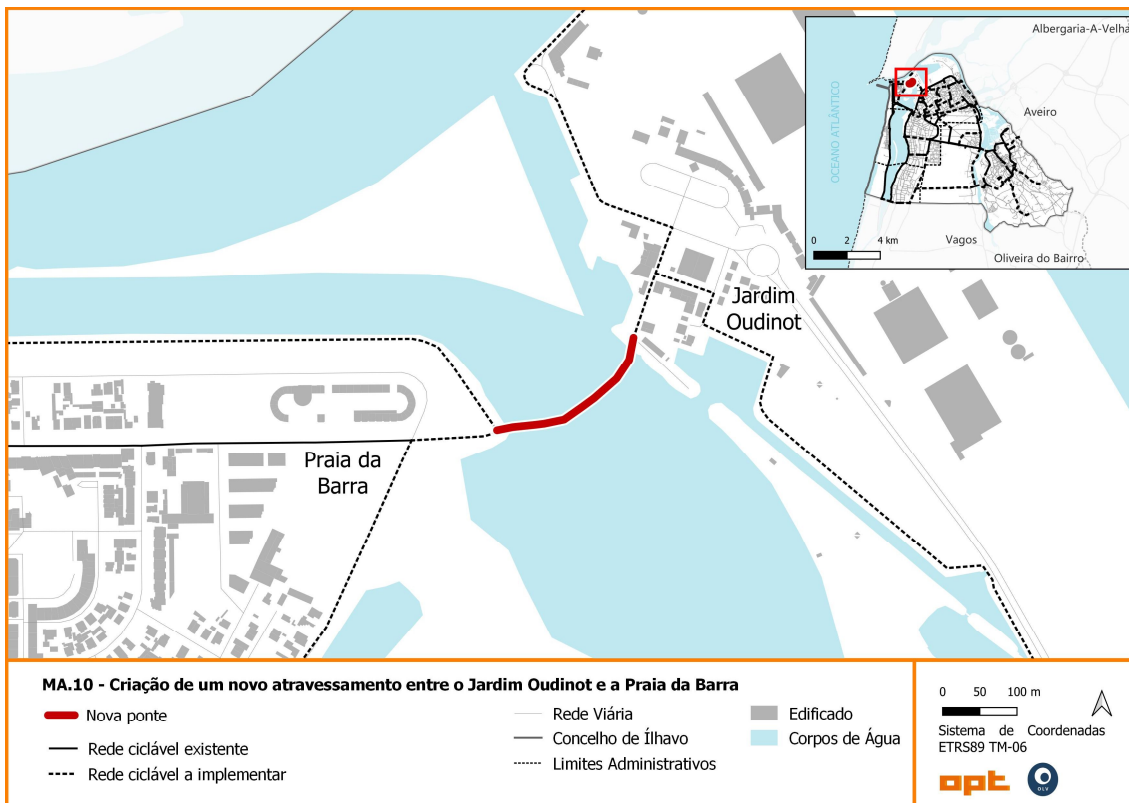 Albergaria-A-Velha
Aveiro
OCEANO ATLÂNTICO
Vagos
Oliveira do Bairro
0 2 4 km
Jardim
Oudinot
Praia da
Barra
MA.10 - Criação de um novo atravessamento entre o Jardim Oudinot e a Praia da Barra
Nova ponte
Rede ciclável existente
Rede ciclável a implementar
Rede Viária
Concelho de Ílhavo
Limites Administrativos
Edificado
Corpos de Água
0 50 100 m
Sistema de Coordenadas
ETRS89 TM-06
opt
OLV